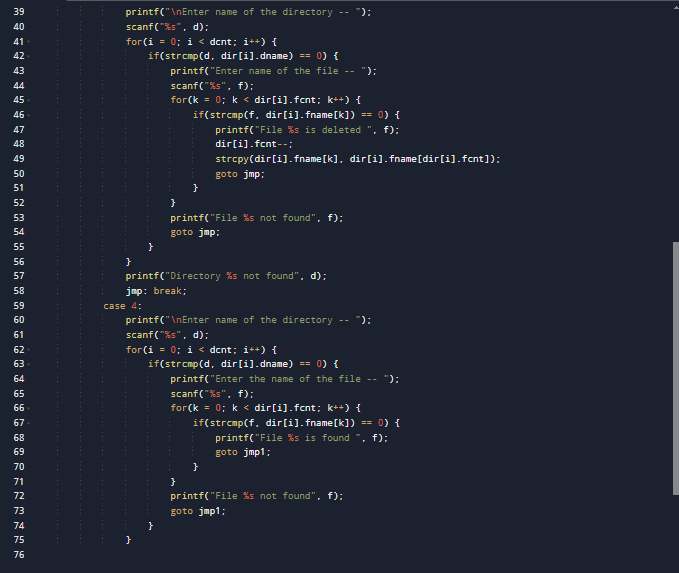 39 printf("\nEnter name of the directory -- ");
40 scanf("%s", d);
41 for(i = 0; i < dcnt; i++) {
42 if(strcmp(d, dir[i].dname) == 0) {
43 printf("Enter name of the file -- ");
44 scanf("%s", f);
45 for(k = 0; k < dir[i].fcnt; k++) {
46 if(strcmp(f, dir[i].fname[k]) == 0) {
47 printf("File %s is deleted ", f);
48 dir[i].fcnt--;
49 strcpy(dir[i].fname[k], dir[i].fname[dir[i].fcnt]);
50 goto jmp;
51 }
52 }
53 printf("File %s not found", f);
54 goto jmp;
55 }
56 }
57 printf("Directory %s not found", d);
58 jmp: break;
59 case 4:
60 printf("\nEnter name of the directory -- ");
61 scanf("%s", d);
62 for(i = 0; i < dcnt; i++) {
63 if(strcmp(d, dir[i].dname) == 0) {
64 printf("Enter the name of the file -- ");
65 scanf("%s", f);
66 for(k = 0; k < dir[i].fcnt; k++) {
67 if(strcmp(f, dir[i].fname[k]) == 0) {
68 printf("File %s is found ", f);
69 goto jmp1;
70 }
71 }
72 printf("File %s not found", f);
73 goto jmp1;
74 }
75 }
76